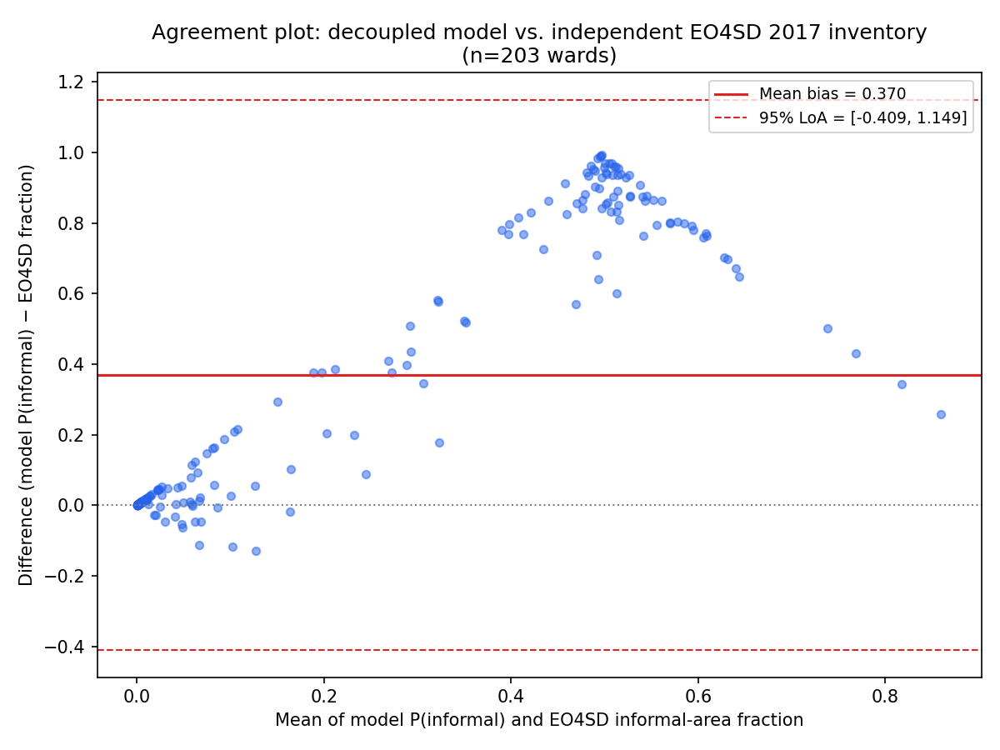 Agreement plot: decoupled model vs. independent EO4SD 2017 inventory
(n=203 wards)
Mean bias = 0.370
95% LoA = [-0.409, 1.149]
Difference (model P(informal) − EO4SD fraction)
1.2
1.0
0.8
0.6
0.4
0.2
0.0
−0.2
−0.4
0.0 0.2 0.4 0.6 0.8
Mean of model P(informal) and EO4SD informal-area fraction